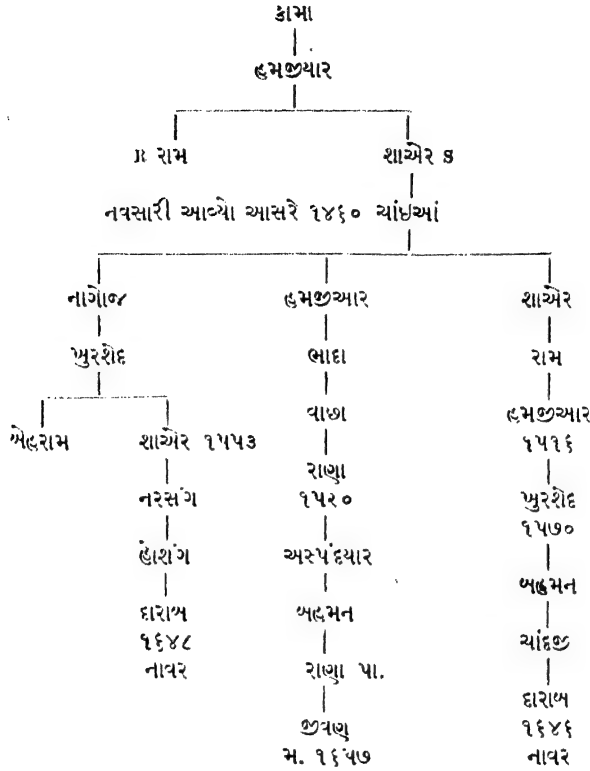 કામા
હમજીયાર
R રામ શાએર S
નવસારી આવ્યો આસરે ૧૪૬૦ ચાંઇઆં
નાગોજ હમજીઆર શાએર
ખુરશેદ ભાદા રામ
વાછા હમજીઆર
બેહરામ શાએર ૧૫૫૩ ૧૫૧૬
રાણા
નરસંગ ૧૫૨૦ ખુરશેદ
૧૫૭૦
હોશંગ અસ્પંદયાર
બહમન
દારાબ બહમન
૧૬૪૮ ચાંદજી
નાવર રાણા પા.
દારાબ
જીવણ ૧૬૪૬
મ. ૧૬૫૭ નાવર